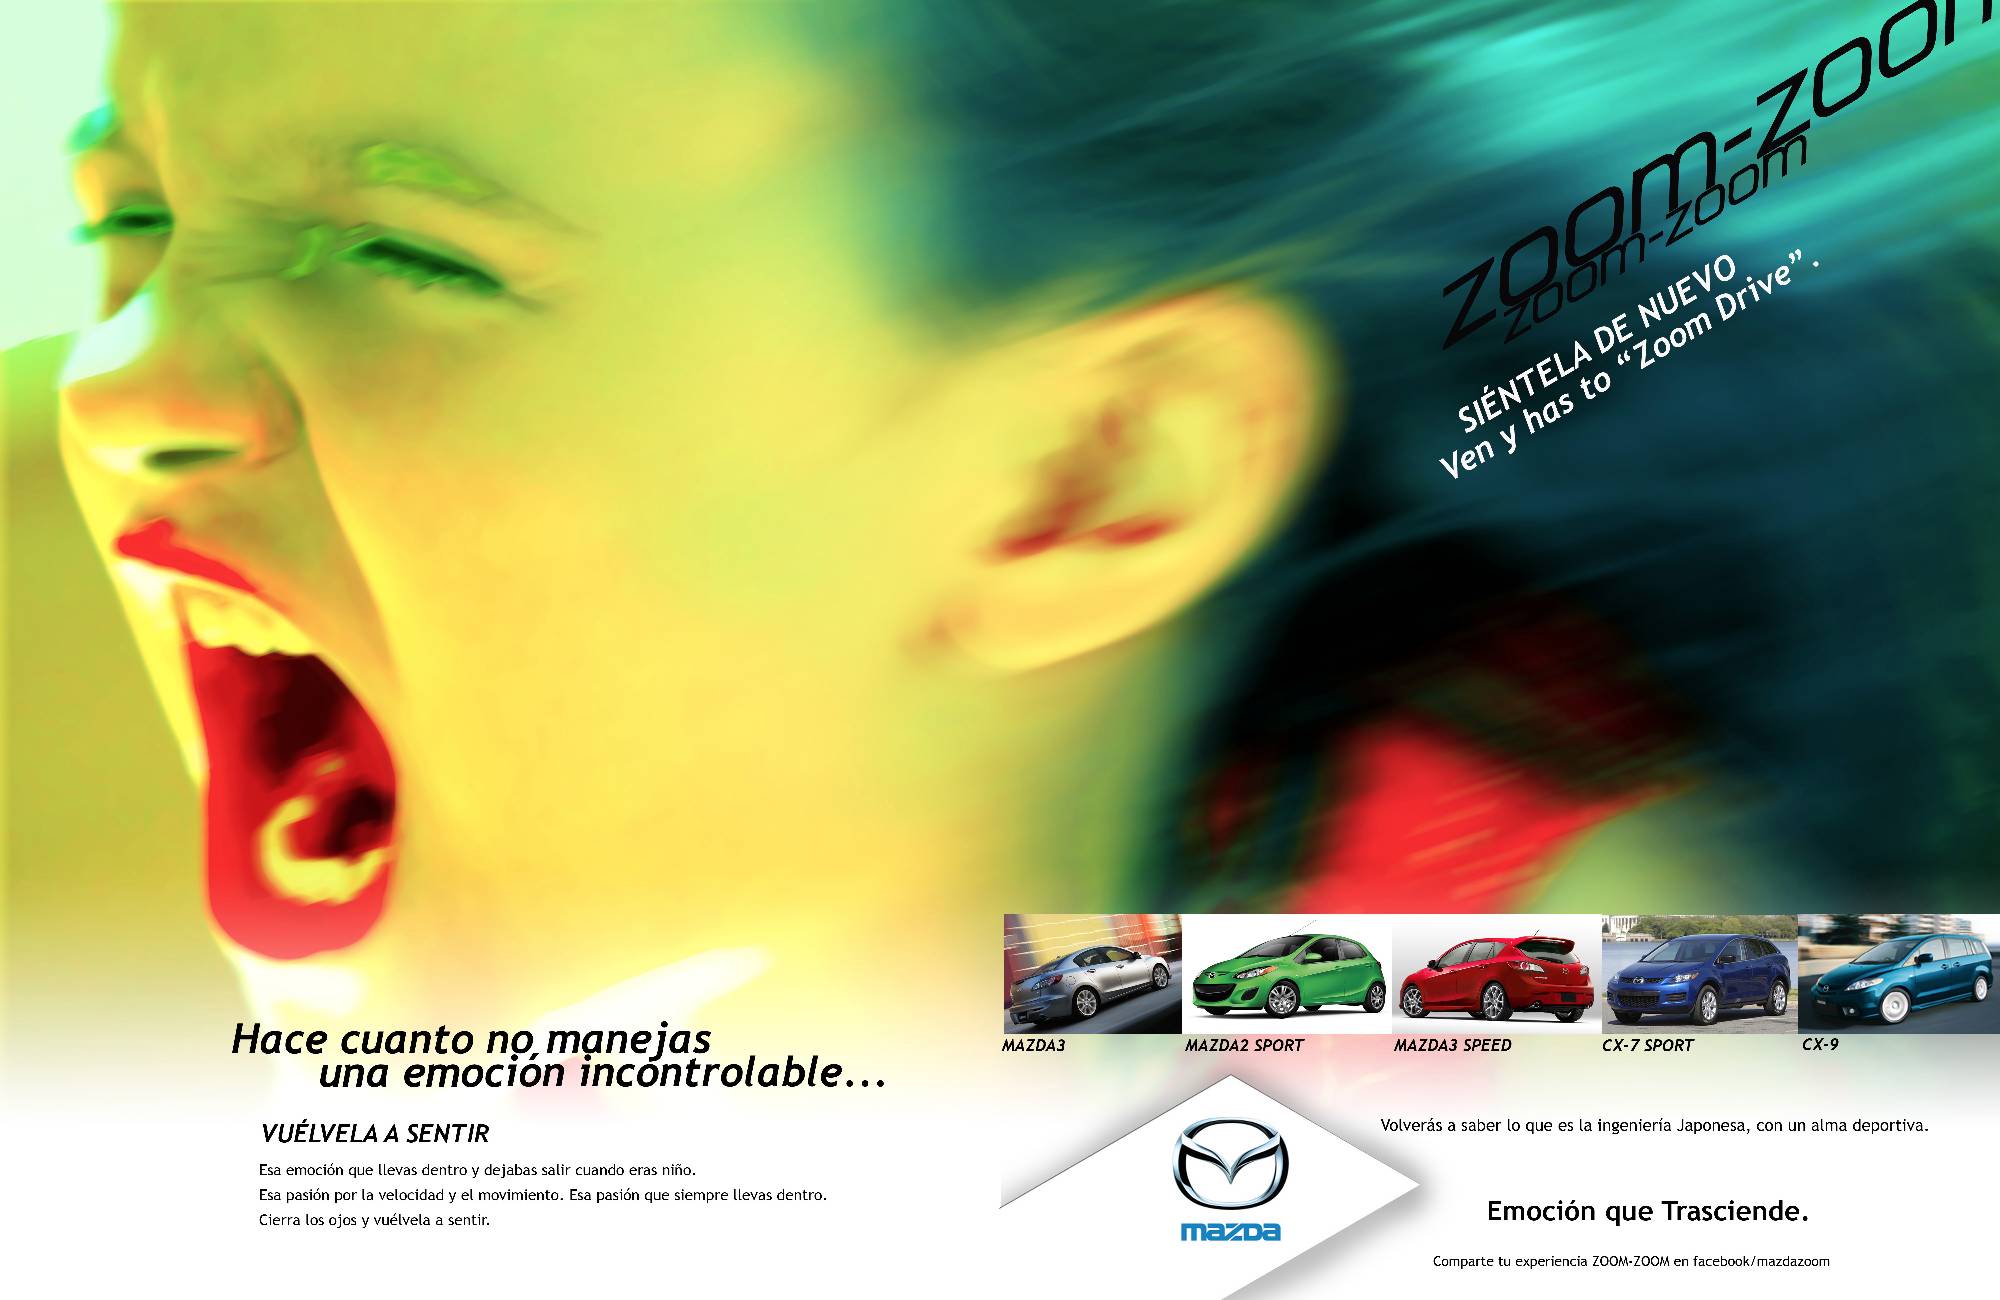 zoom-zoom
zoom-zoom
SIÉNTELA DE NUEVO
Ven y has to “Zoom Drive”.
Hace cuanto no manejas
una emoción incontrolable...
VUÉLVELA A SENTIR
Esa emoción que llevas dentro y dejabas salir cuando eras niño.
Esa pasión por la velocidad y el movimiento. Esa pasión que siempre llevas dentro.
Cierra los ojos y vuélvela a sentir.
MAZDA3
MAZDA2 SPORT
MAZDA3 SPEED
CX-7 SPORT
CX-9
mazda
Volverás a saber lo que es la ingeniería Japonesa, con un alma deportiva.
Emoción que Trasciende.
Comparte tu experiencia ZOOM-ZOOM en facebook/mazdazoom